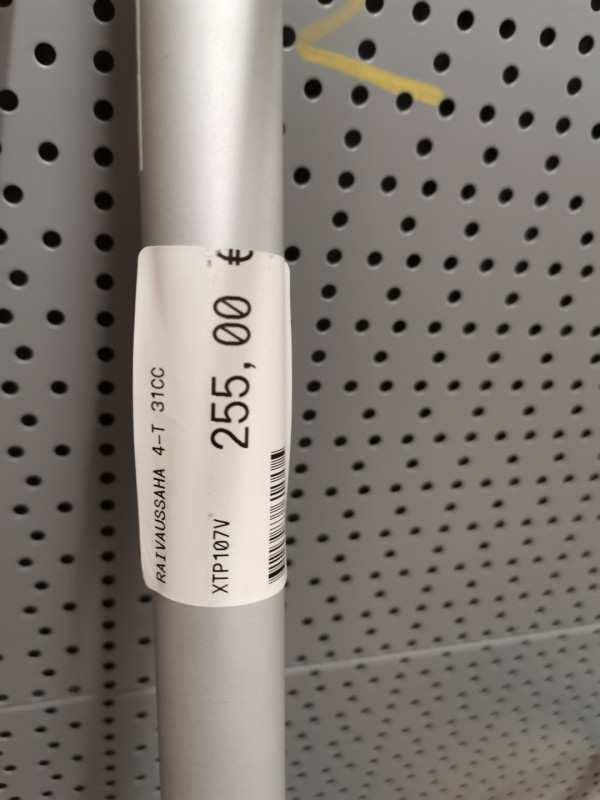 RAIVAUSSAHA 4-T 31CC
255,00 €
XTP107V